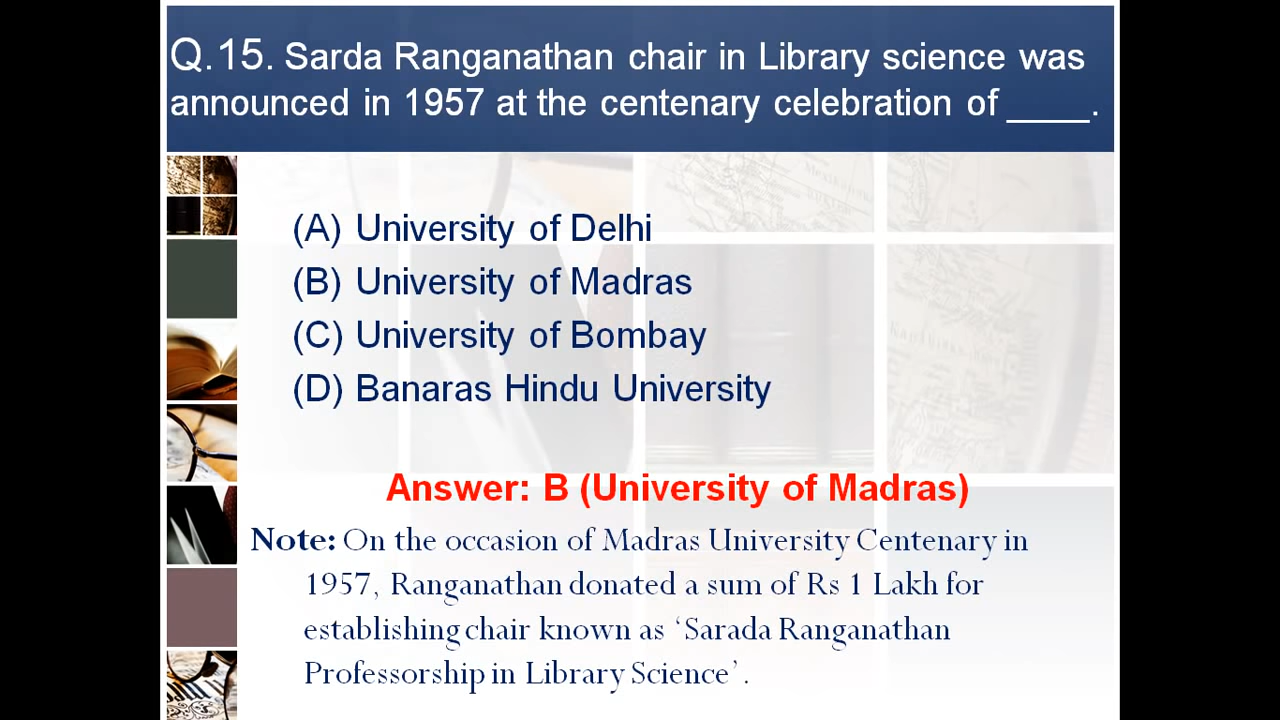 Q.15. Sarda Ranganathan chair in Library science was
announced in 1957 at the centenary celebration of ____.
(A) University of Delhi
(B) University of Madras
(C) University of Bombay
(D) Banaras Hindu University
Answer: B (University of Madras)
Note: On the occasion of Madras University Centenary in
1957, Ranganathan donated a sum of Rs 1 Lakh for
establishing chair known as ‘Sarada Ranganathan
Professorship in Library Science’.